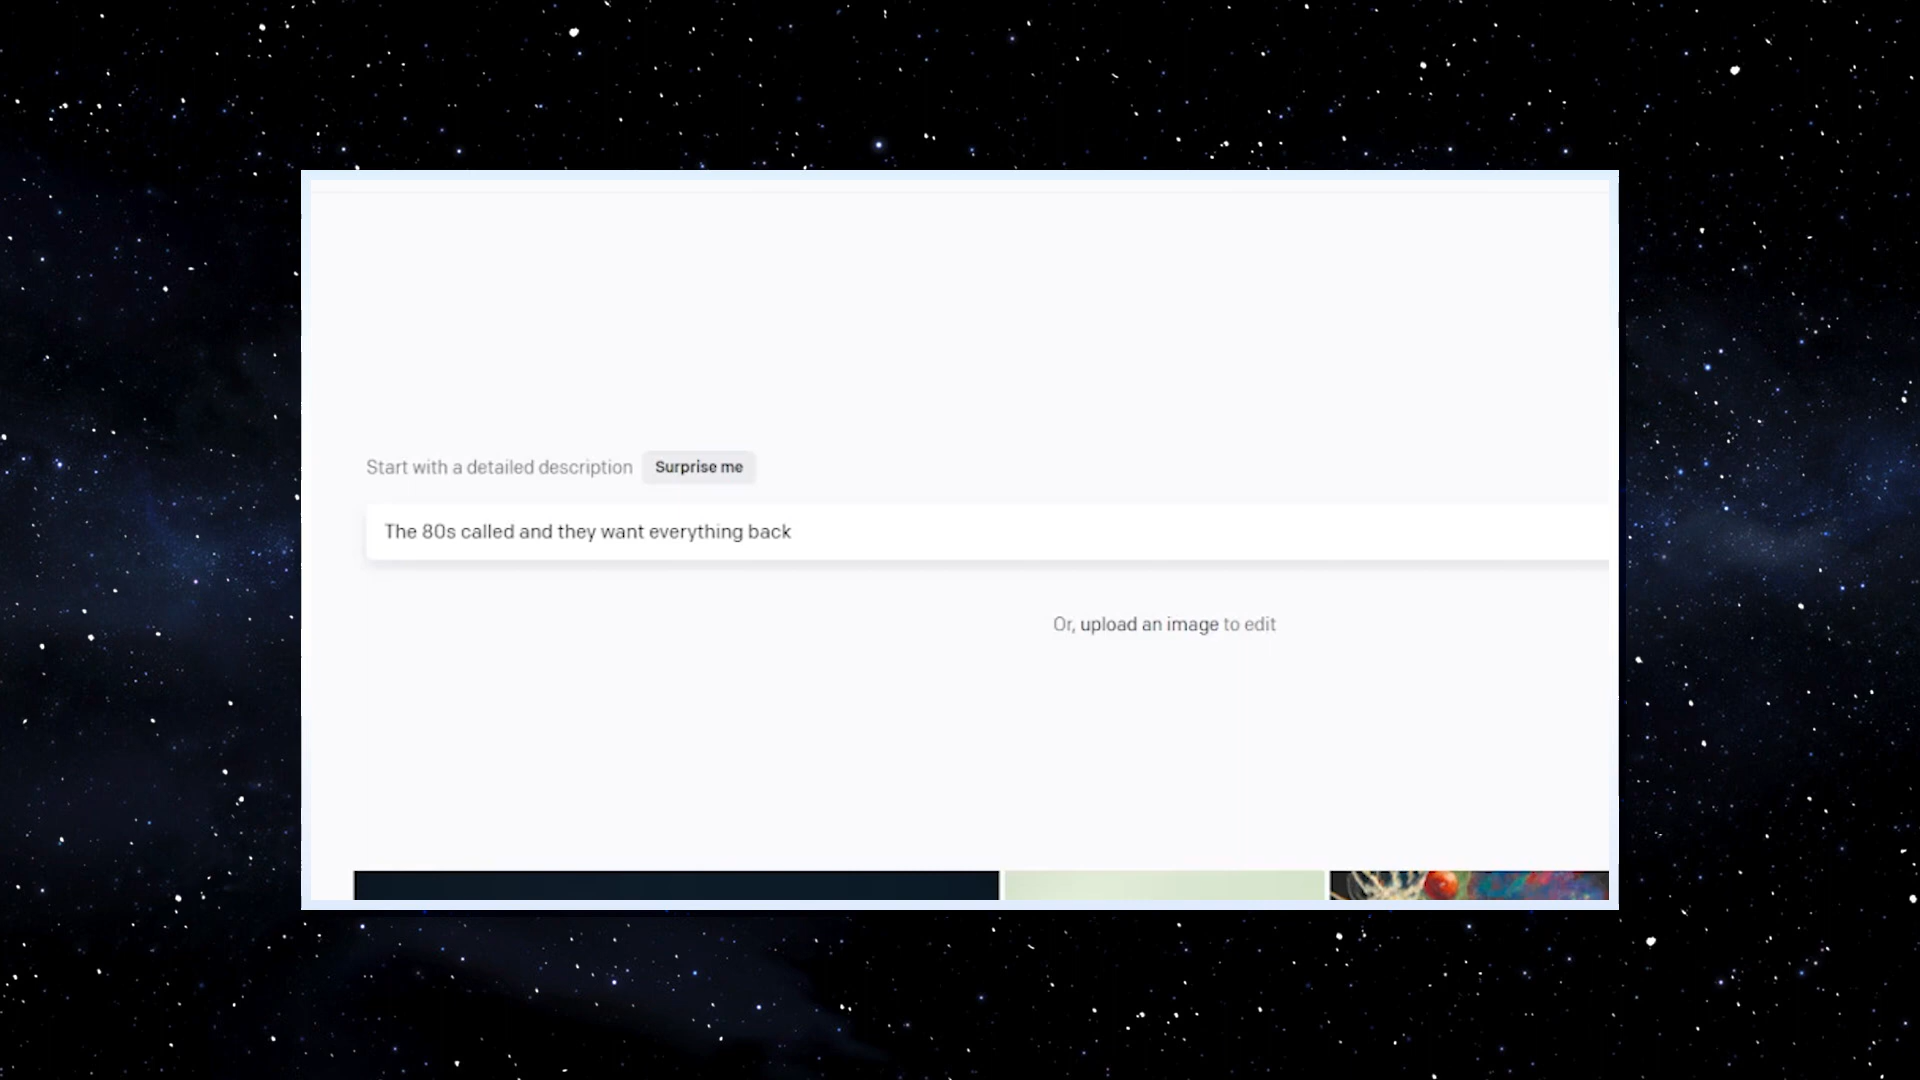 Start with a detailed description Surprise me
The 80s called and they want everything back
Or, upload an image to edit